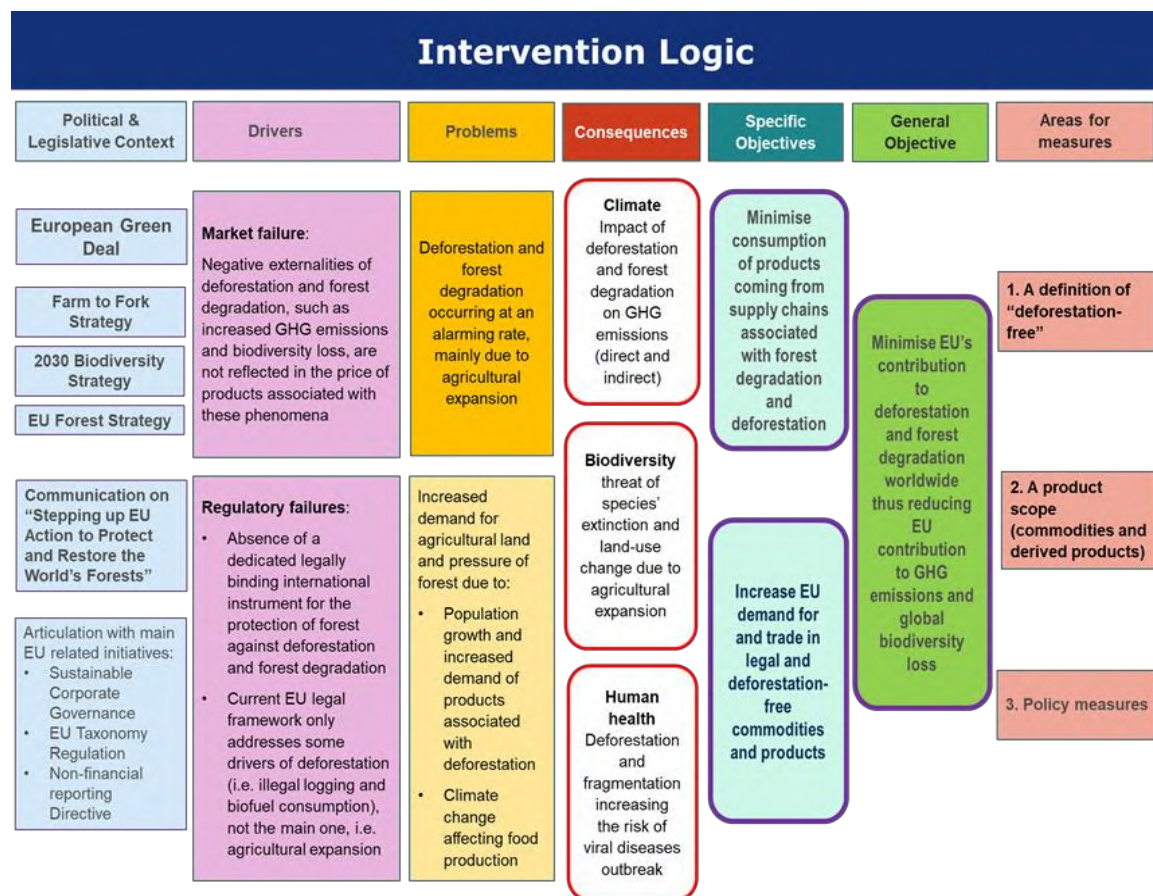 Intervention Logic
Political &
Legislative Context
Drivers
Problems
Consequences
Specific
Objectives
General
Objective
Areas for
measures
European Green
Deal
Farm to Fork
Strategy
2030 Biodiversity
Strategy
EU Forest Strategy
Communication on
“Stepping up EU
Action to Protect
and Restore the
World’s Forests”
Articulation with main
EU related initiatives:
• Sustainable
Corporate
Governance
• EU Taxonomy
Regulation
• Non-financial
reporting
Directive
Market failure:
Negative externalities of
deforestation and forest
degradation, such as
increased GHG emissions
and biodiversity loss, are
not reflected in the price of
products associated with
these phenomena
Regulatory failures:
• Absence of a
dedicated legally
binding international
instrument for the
protection of forest
against deforestation
and forest degradation
• Current EU legal
framework only
addresses some
drivers of deforestation
(i.e. illegal logging and
biofuel consumption),
not the main one, i.e.
agricultural expansion
Deforestation and
forest
degradation
occurring at an
alarming rate,
mainly due to
agricultural
expansion
Increased
demand for
agricultural land
and pressure of
forest due to:
• Population
growth and
increased
demand of
products
associated
with
deforestation
• Climate
change
affecting food
production
Climate
Impact of
deforestation
and forest
degradation
on GHG
emissions
(direct and
indirect)
Biodiversity
threat of
species’
extinction and
land-use
change due to
agricultural
expansion
Human
health
Deforestation
and
fragmentation
increasing
the risk of
viral diseases
outbreak
Minimise
consumption
of products
coming from
supply chains
associated
with forest
degradation
and
deforestation
Increase EU
demand for
and trade in
legal and
deforestation-
free
commodities
and products
Minimise EU’s
contribution
to
deforestation
and forest
degradation
worldwide
thus reducing
EU
contribution
to GHG
emissions and
global
biodiversity
loss
1. A definition of
“deforestation-
free”
2. A product
scope
(commodities and
derived products)
3. Policy measures